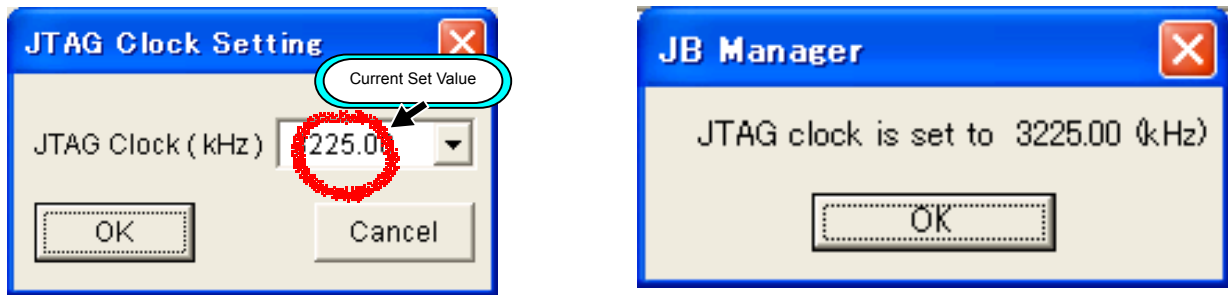 JTAG Clock Setting
Current Set Value
JTAG Clock ( kHz )
OK
Cancel
JB Manager
JTAG clock is set to 3225.00 (kHz)
OK